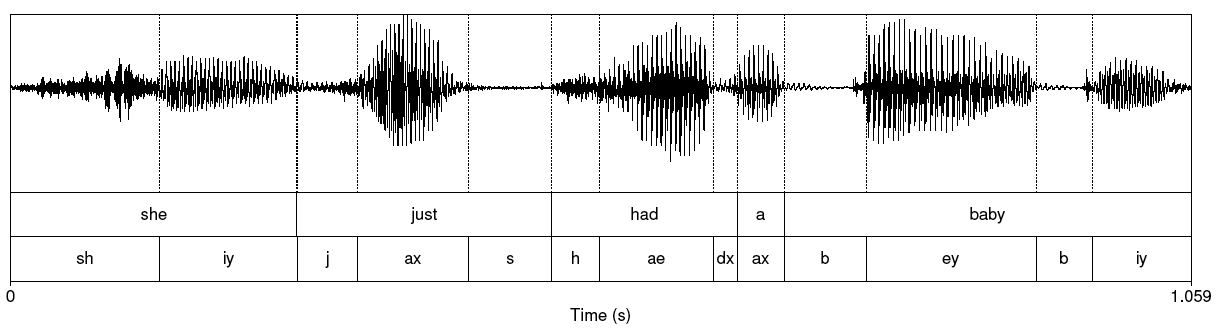 she just had a baby
sh iy j ax s h ae dx ax b ey b iy
0 1.059
Time (s)